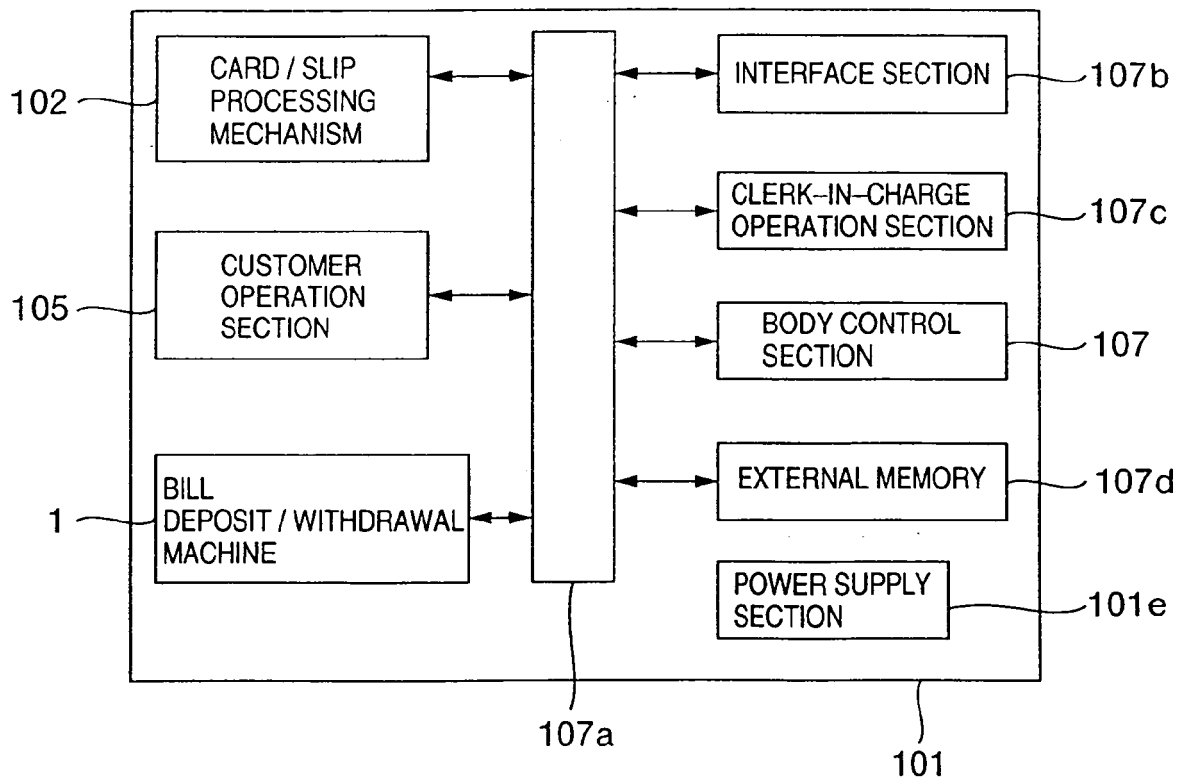 CARD / SLIP
PROCESSING
MECHANISM
102
CUSTOMER
OPERATION
SECTION
105
BILL
DEPOSIT / WITHDRAWAL
MACHINE
1
INTERFACE SECTION
107b
CLERK-IN-CHARGE
OPERATION SECTION
107c
BODY CONTROL
SECTION
107
EXTERNAL MEMORY
107d
POWER SUPPLY
SECTION
101e
107a
101